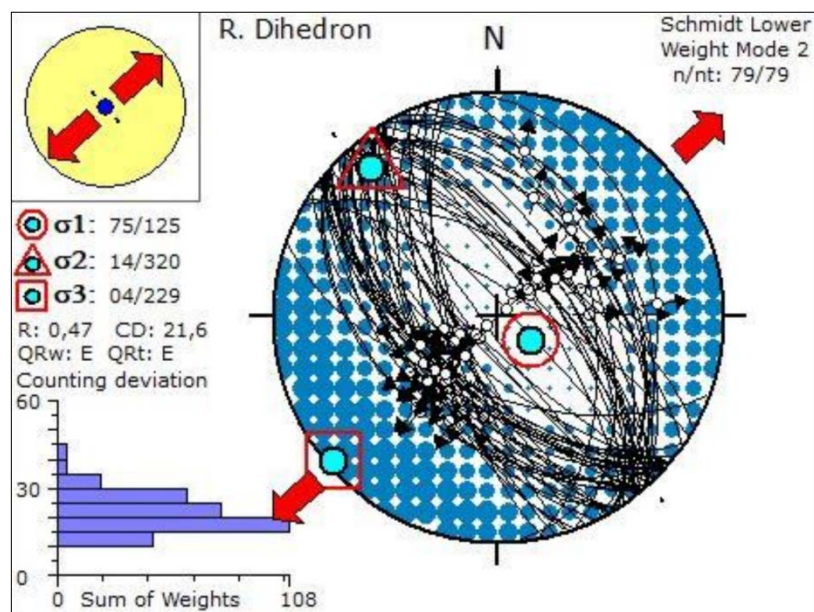 R. Dihedron
N
Schmidt Lower
Weight Mode 2
n/nt: 79/79
σ1: 75/125
σ2: 14/320
σ3: 04/229
R: 0,47 CD: 21,6
QRw: E QRt: E
Counting deviation
60
30
0
0 Sum of Weights 108